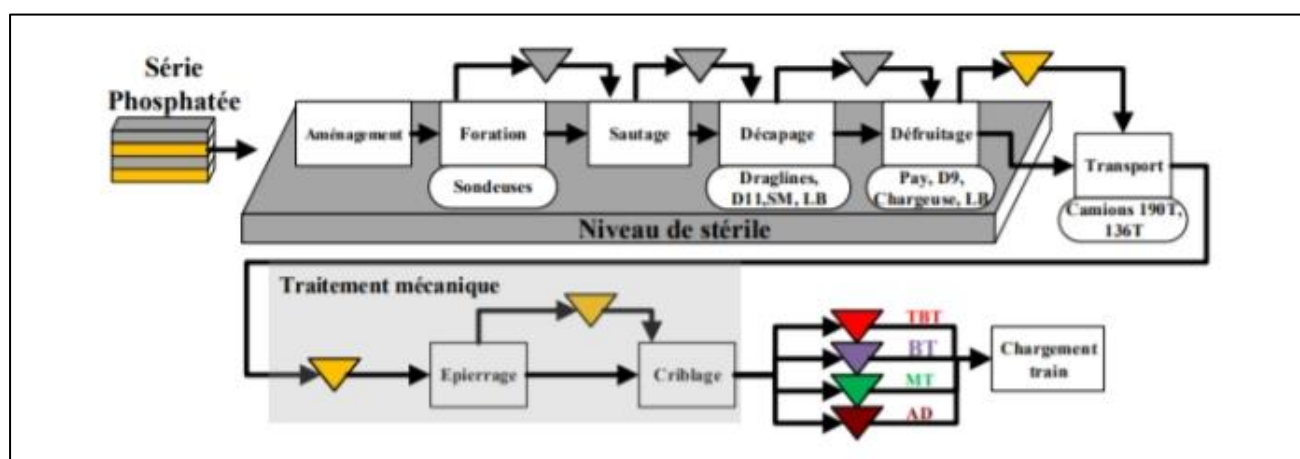 Série
Phosphatée
Aménagement
Foration
Sautage
Décapage
Défruitage
Transport
Sondeuses
Draglines,
D11,SM, LB
Pay, D9,
Chargeuse, LB
Camions 190T,
136T
Niveau de stérile
Traitement mécanique
Epierrage
Criblage
TBT
BT
MT
AD
Chargement
train